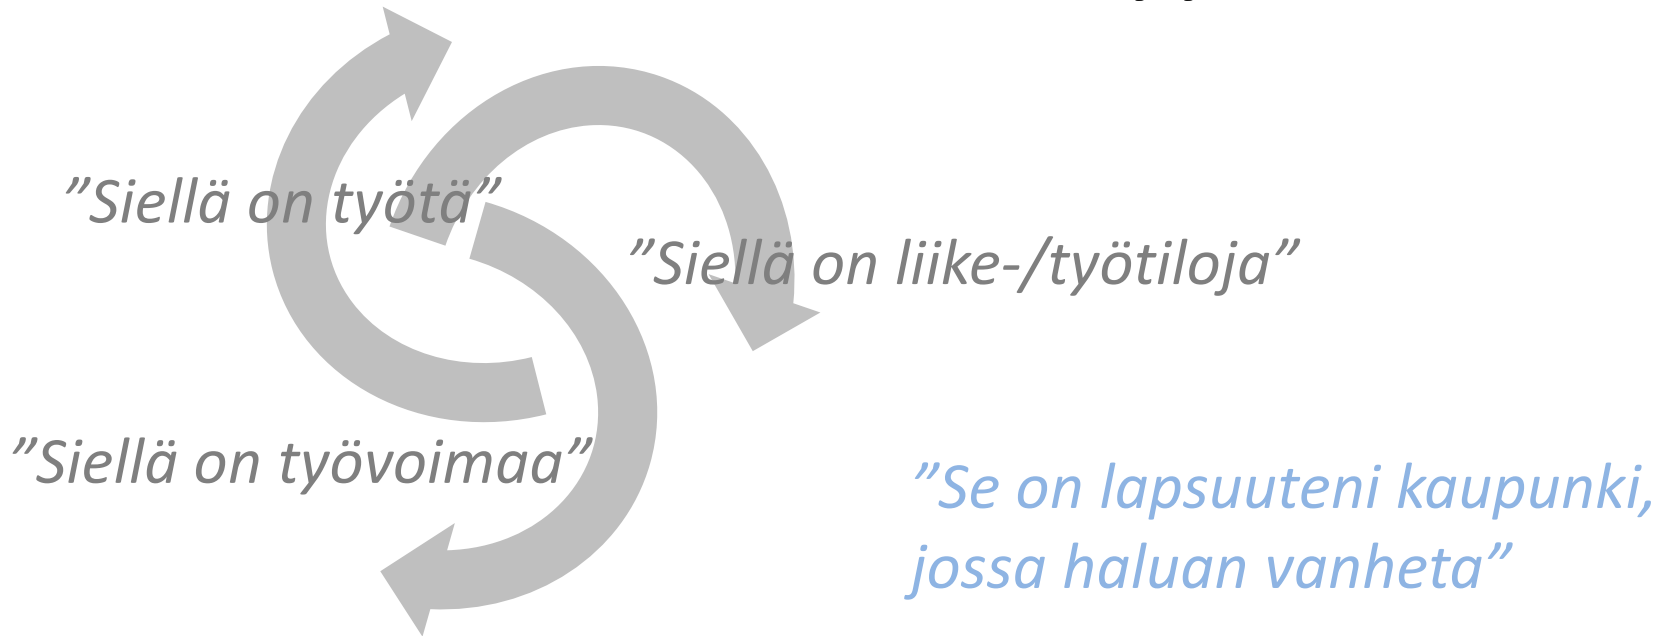 ”Siellä on työtä”
”Siellä on liike-/työtiloja”
”Siellä on työvoimaa”
”Se on lapsuuteni kaupunki,
jossa haluan vanheta”